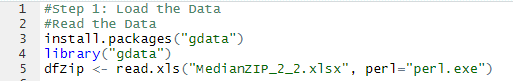 1 #Step 1: Load the Data
2 #Read the Data
3 install.packages("gdata")
4 library("gdata")
5 dfZip <- read.xls("MedianZIP_2_2.xlsx", perl="perl.exe")